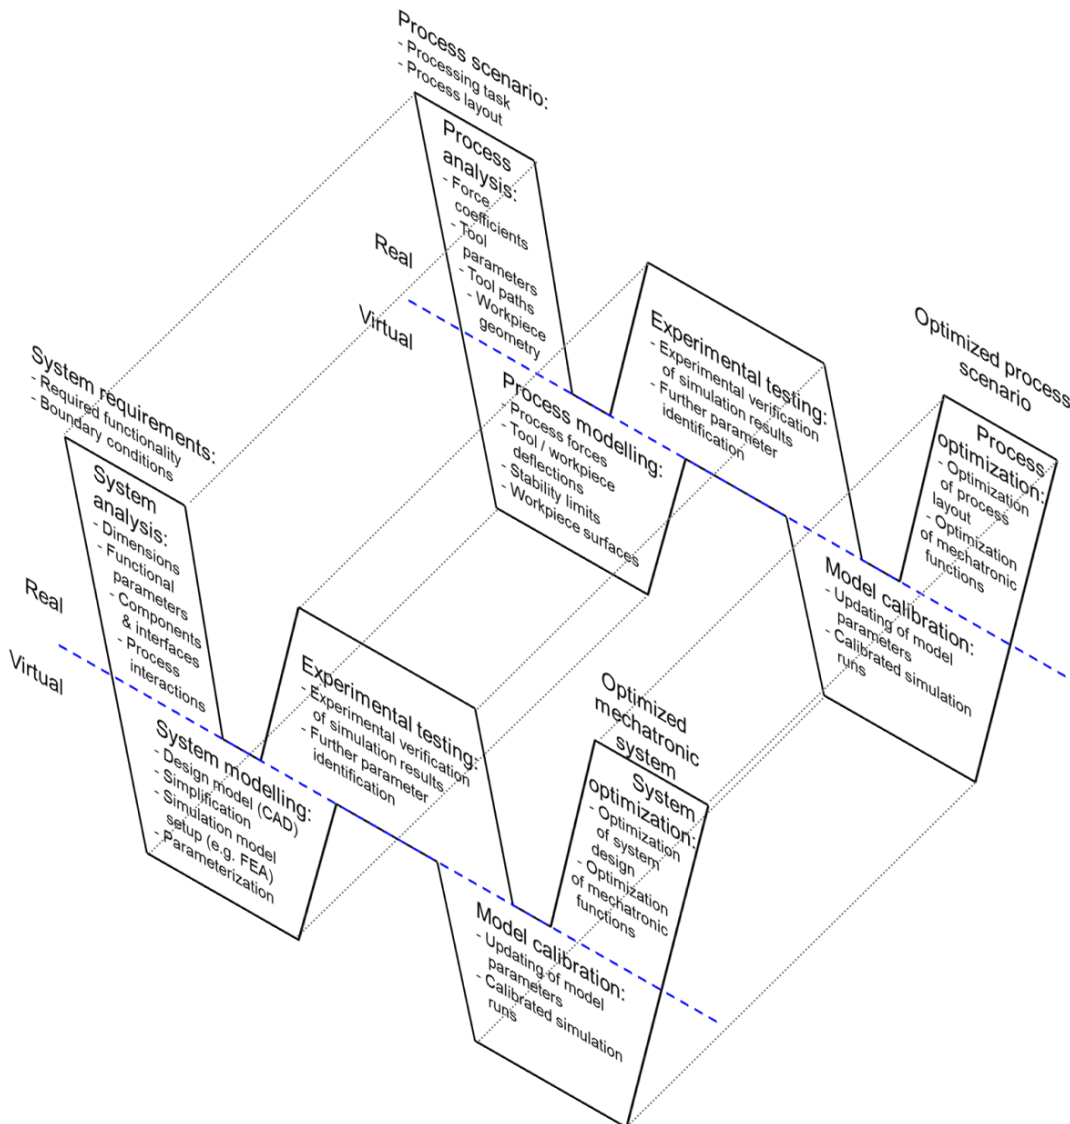 Process scenario:
- Processing task
- Process layout
Process
analysis:
- Force
coefficients
- Tool
parameters
- Tool paths
- Workpiece
geometry
Real
Virtual
Process modelling:
- Process forces
- Tool / workpiece
deflections
- Stability limits
- Workpiece surfaces
Experimental testing:
- Experimental verification
of simulation results
- Further parameter
identification
Model calibration:
- Updating of model
parameters
- Calibrated simulation
runs
Optimized process
scenario
Process
optimization:
- Optimization
of process
layout
- Optimization
of mechatronic
functions
System requirements:
- Required functionality
- Boundary conditions
System
analysis:
- Dimensions
- Functional
parameters
- Components
& interfaces
- Process
interactions
Real
Virtual
System modelling:
- Design model (CAD)
- Simplification
- Simulation model
setup (e.g. FEA)
- Parameterization
Experimental testing:
- Experimental verification
of simulation results
- Further parameter
identification
Model calibration:
- Updating of model
parameters
- Calibrated simulation
runs
Optimized
mechatronic
system
System
optimization:
- Optimization
of system
design
- Optimization
of mechatronic
functions